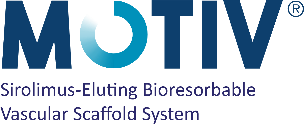 MOTIV®
Sirolimus-Eluting Bioresorbable
Vascular Scaffold System